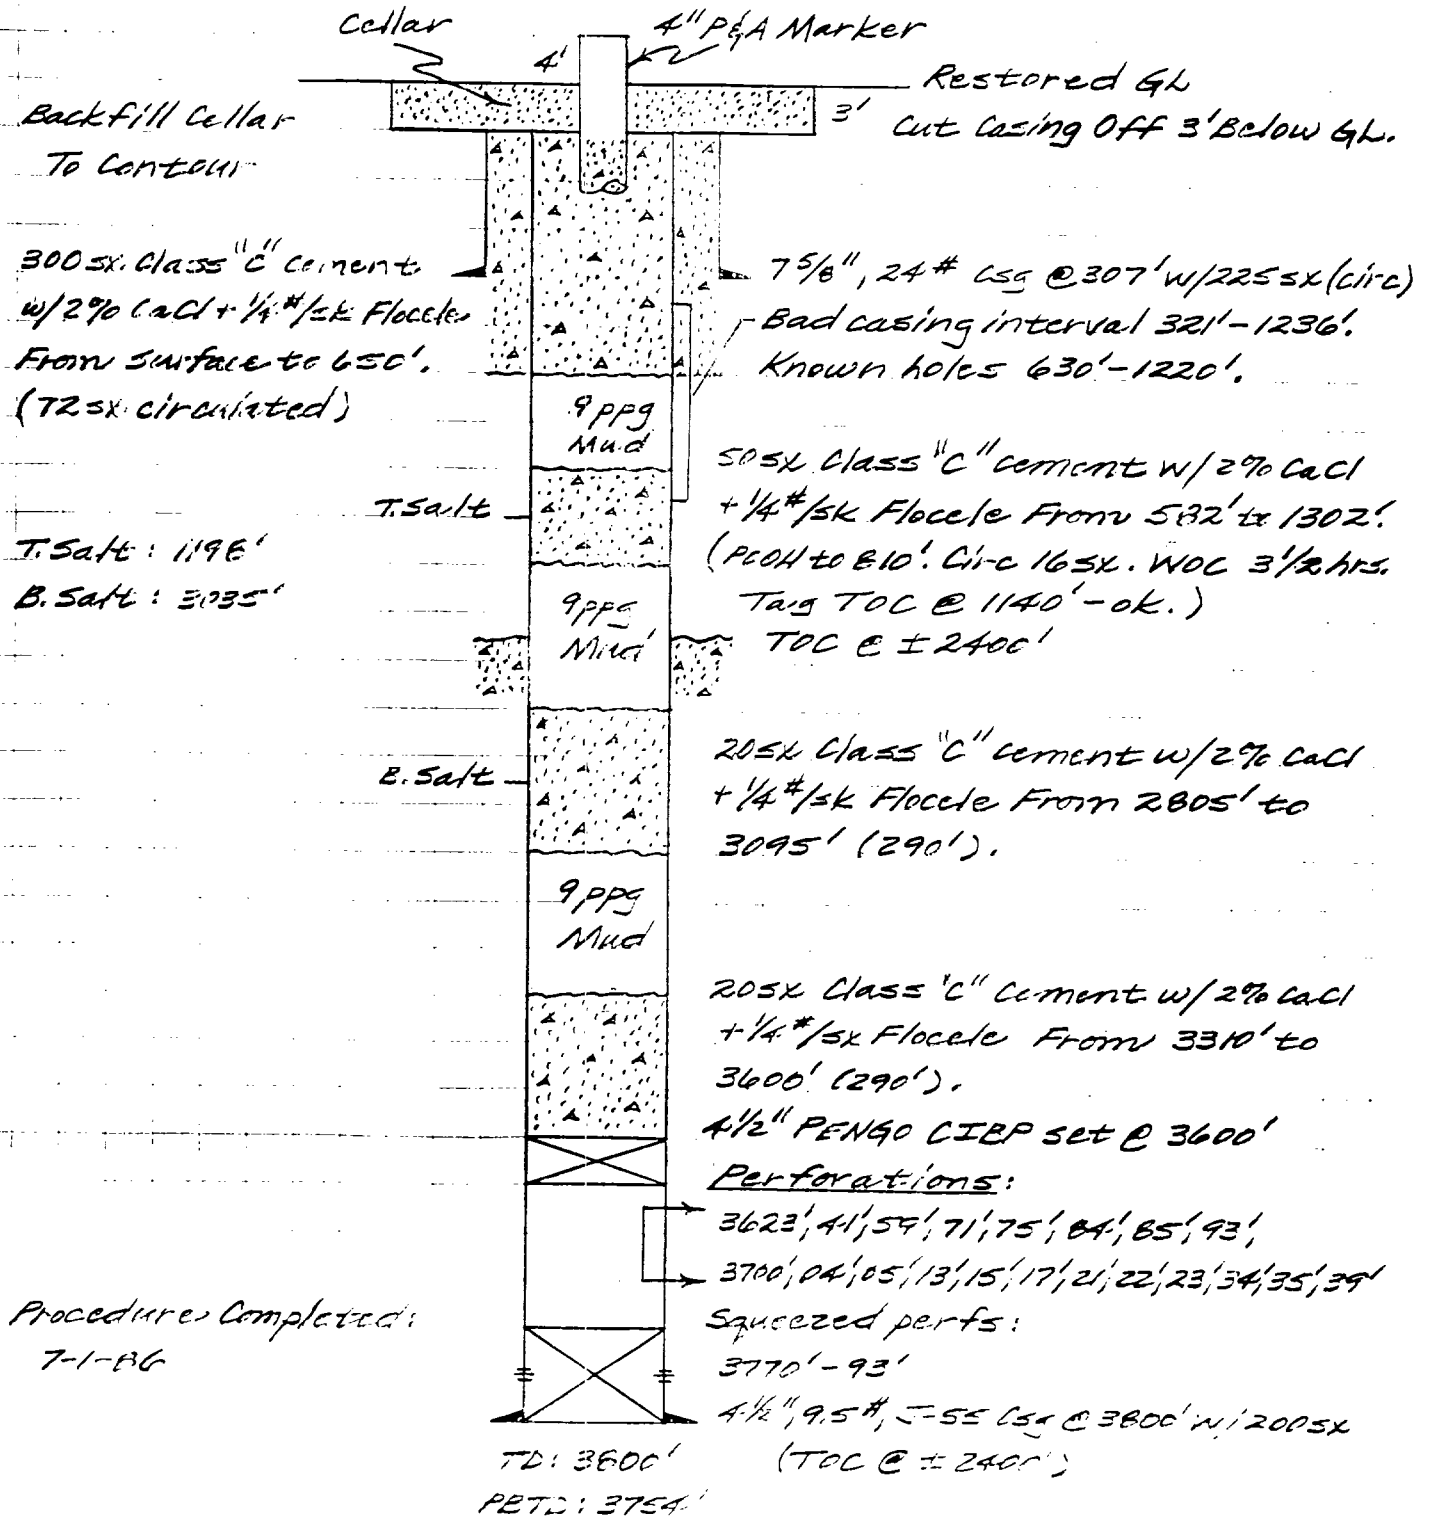 Cellar
4" P&A Marker
4'
Restored GL
3'
Cut Casing Off 3' Below GL.
Backfill Cellar
To Contour
300 sx. Class "C" cement
w/2% CaCl + 1/4 #/sk Flocele
From surface to 650'.
(72 sx circulated)
7 5/8", 24# csg @ 307' w/225 sx (circ)
Bad casing interval 321'-1236'.
Known holes 630'-1220'.
9 ppg
Mud
50 sx Class "C" cement w/2% CaCl
+ 1/4 #/sk Flocele From 582' to 1302'.
(POOH to 810'. Circ 16 sx. WOC 3 1/2 hrs.
Tag TOC @ 1140' - ok.)
T. Salt
T. Salt: 1198'
B. Salt: 3035'
9 ppg
Mud
TOC @ ± 2400'
B. Salt
20 sx Class "C" cement w/2% CaCl
+ 1/4 #/sk Flocele From 2805' to
3095' (290').
9 ppg
Mud
20 sx Class "C" cement w/2% CaCl
+ 1/4 #/sx Flocele From 3310' to
3600' (290').
4 1/2" PENGO CIBP set @ 3600'
Perforations:
3623', 41', 59', 71', 75', 84', 85', 93',
3700', 04', 05', 13', 15', 17', 21', 22', 23', 34', 35', 39'
Procedures Completed:
7-1-86
Squeezed perfs:
3770'-93'
4 1/2", 9.5#, J-55 Csg @ 3800' w/200 sx
(TOC @ ± 2400')
TD: 3800'
PBTD: 3754'